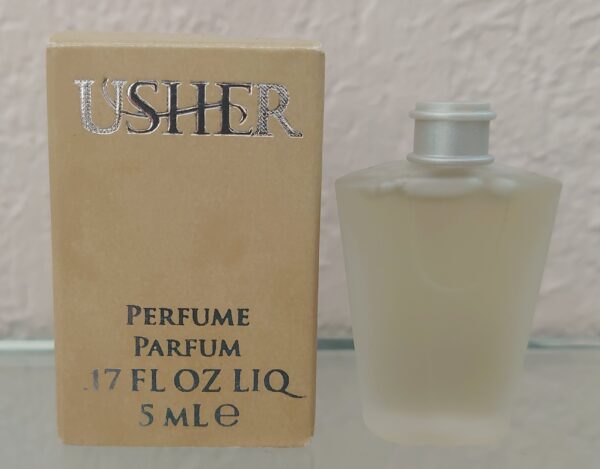 USHER
PERFUME
PARFUM
.17 FL OZ LIQ
5 ML e